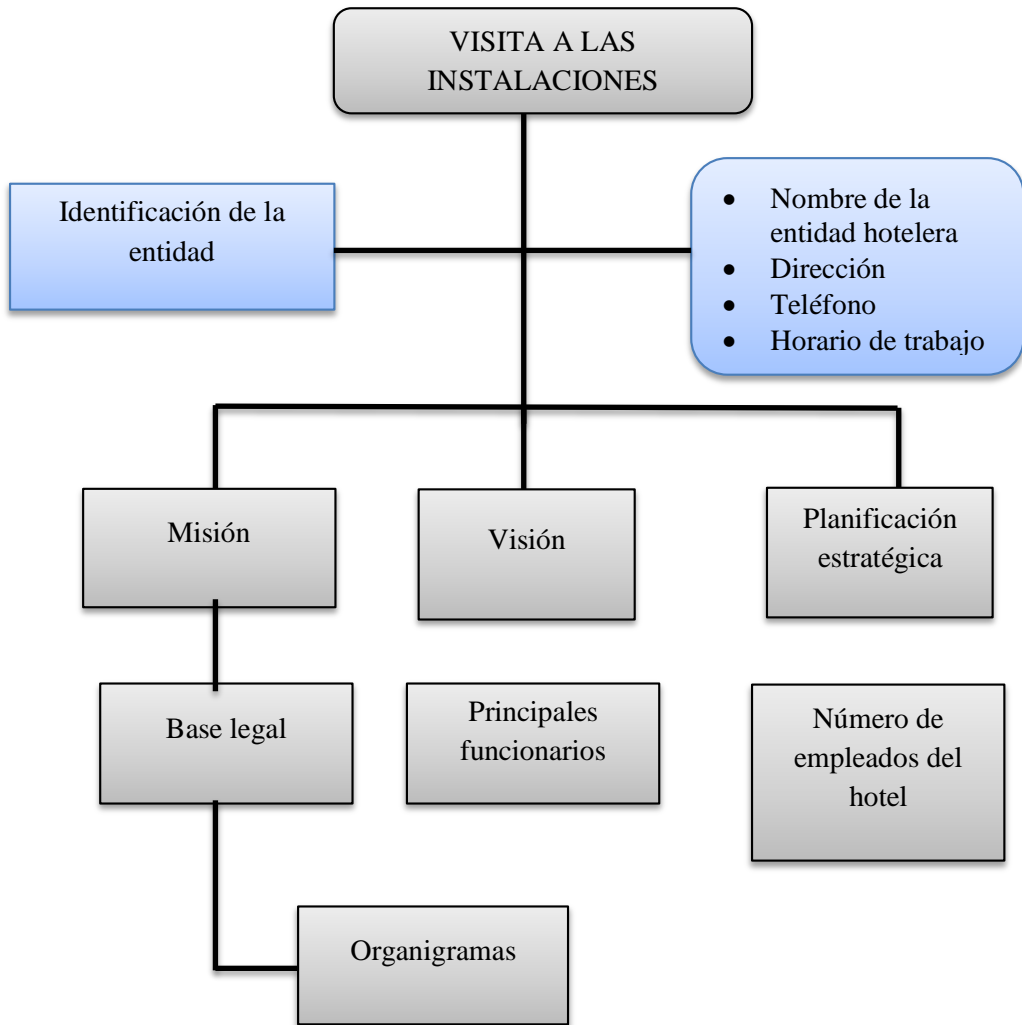 VISITA A LAS
INSTALACIONES
Identificación de la
entidad
• Nombre de la
entidad hotelera
• Dirección
• Teléfono
• Horario de trabajo
Misión
Visión
Planificación
estratégica
Base legal
Principales
funcionarios
Número de
empleados del
hotel
Organigramas